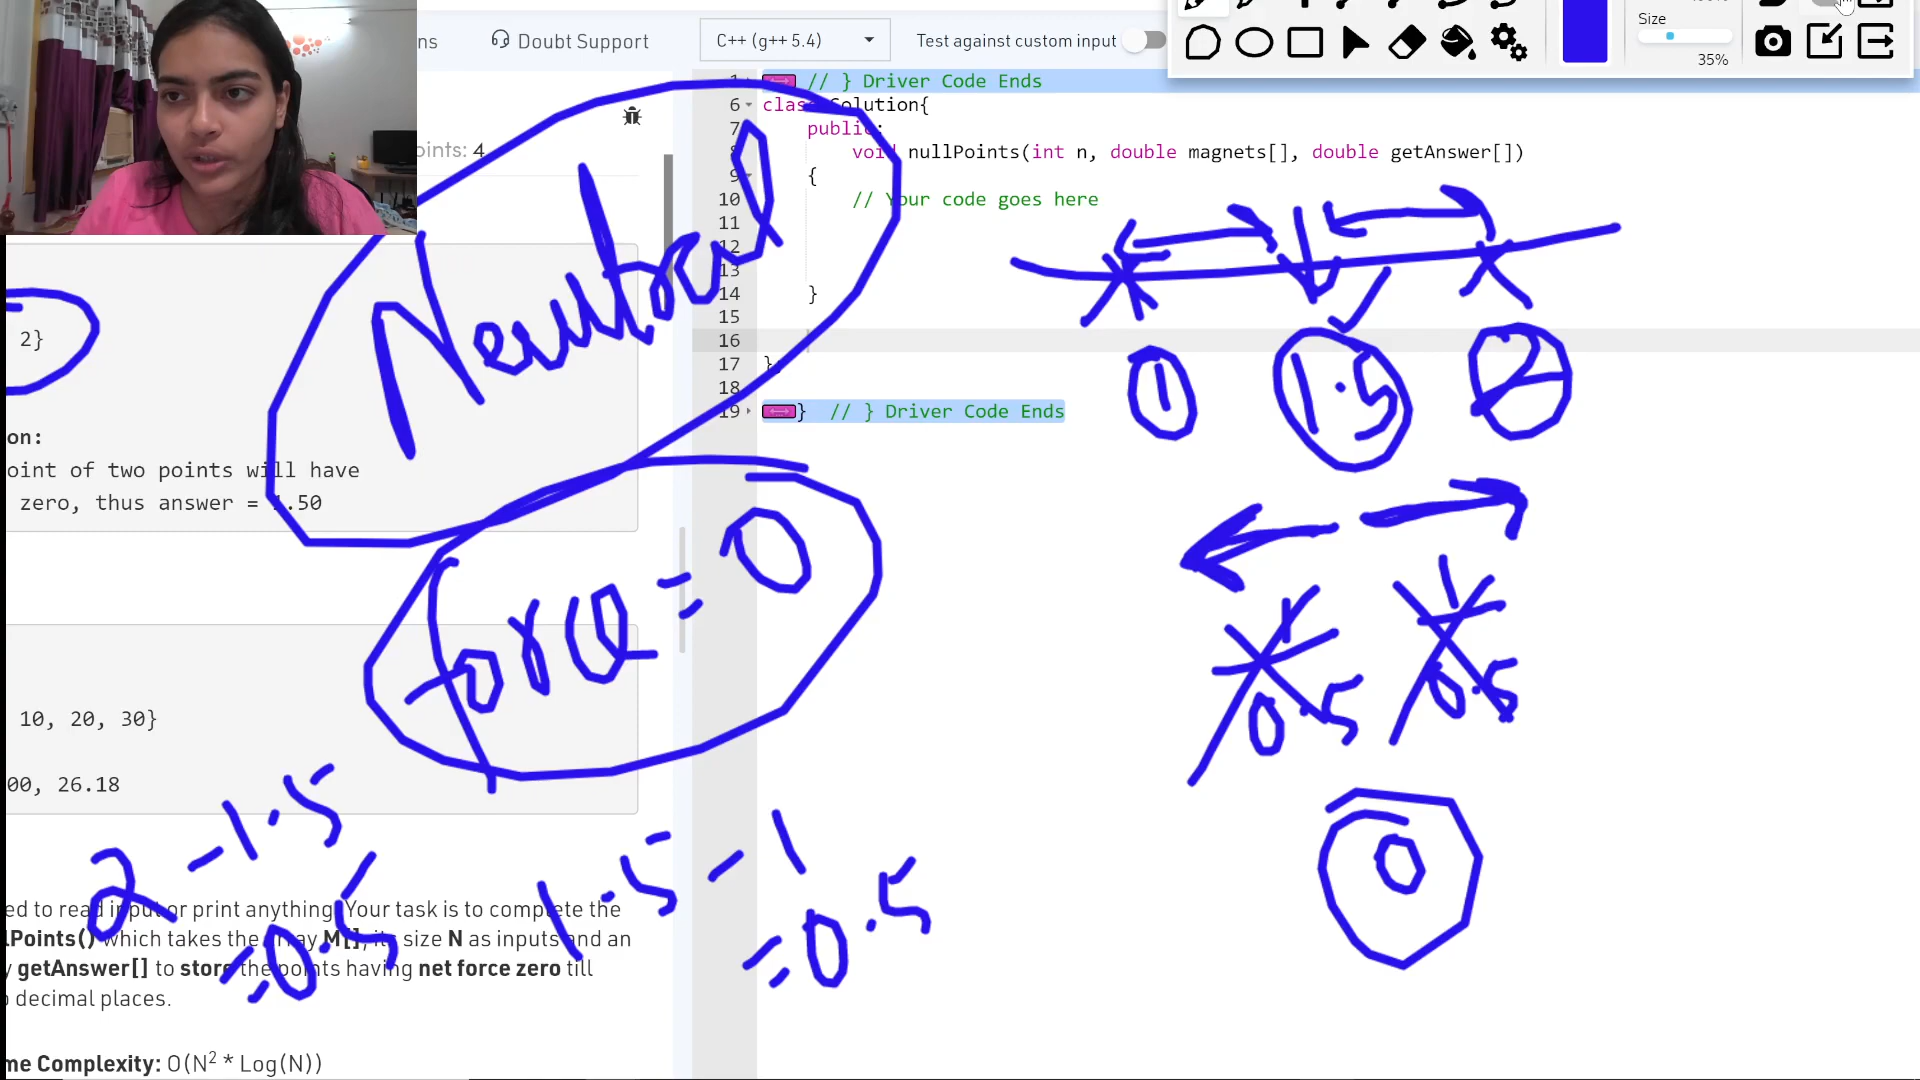 ns
Doubt Support
C++ (g++ 5.4)
Test against custom input
Size
35%
oints: 4
1 // } Driver Code Ends
6 class Solution{
7 public:
8 void nullPoints(int n, double magnets[], double getAnswer[])
9 {
10 // Your code goes here
11
12
13
14 }
15
16
17 };
18
19 } // } Driver Code Ends
Neutral
2}
on:
oint of two points will have
zero, thus answer = 1.50
force = 0
10, 20, 30}
00, 26.18
1
1.5
2
0.5
0.5
0
2 - 1.5
= 0.5
1.5 - 1
= 0.5
ed to read input or print anything. Your task is to complete the
lPoints() which takes the array M[], its size N as inputs and an
y getAnswer[] to store the points having net force zero till
o decimal places.
me Complexity: O(N² * Log(N))